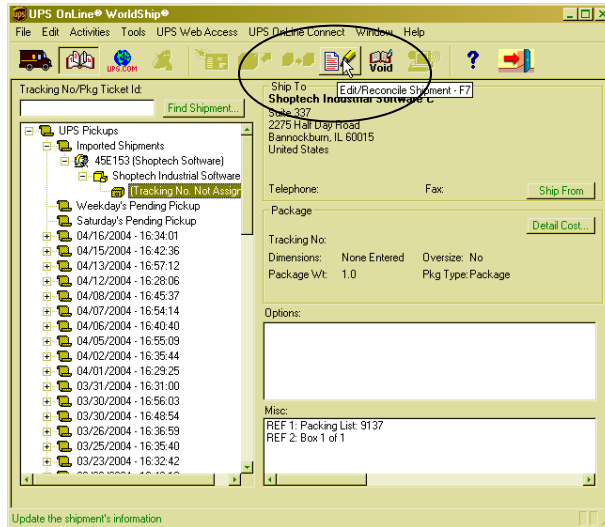 UPS OnLine® WorldShip®
File Edit Activities Tools UPS Web Access UPS OnLine Connect Window Help
UPS.COM
Void
?
Tracking No/Pkg Ticket Id:
Find Shipment...
UPS Pickups
Imported Shipments
45E153 (Shoptech Software)
Shoptech Industrial Software
(Tracking No. Not Assign
Weekday's Pending Pickup
Saturday's Pending Pickup
04/16/2004 - 16:34:01
04/15/2004 - 16:42:36
04/13/2004 - 16:57:12
04/12/2004 - 16:28:06
04/08/2004 - 16:45:37
04/07/2004 - 16:54:14
04/06/2004 - 16:40:40
04/05/2004 - 16:55:09
04/02/2004 - 16:35:44
04/01/2004 - 16:29:25
03/31/2004 - 16:31:00
03/30/2004 - 16:56:03
03/30/2004 - 16:48:54
03/26/2004 - 16:36:59
03/25/2004 - 16:35:40
03/23/2004 - 16:32:42
Ship To
Edit/Reconcile Shipment - F7
Shoptech Industrial Software C
Suite 337
2275 Half Day Road
Bannockburn, IL 60015
United States
Telephone: Fax:
Ship From
Package
Detail Cost...
Tracking No:
Dimensions: None Entered Oversize: No
Package Wt: 1.0 Pkg Type: Package
Options:
Misc:
REF 1: Packing List: 9137
REF 2: Box 1 of 1
Update the shipment's information